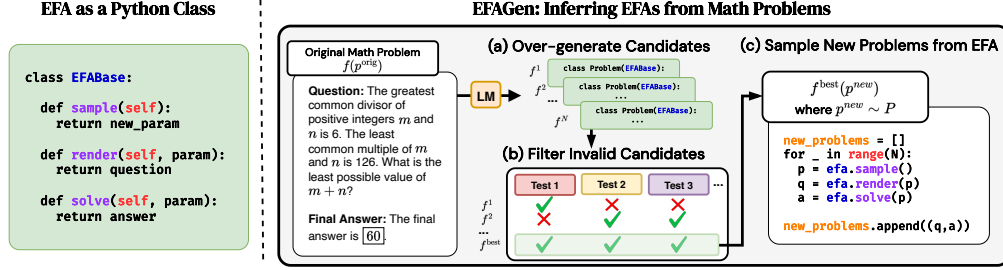 EFA as a Python Class
class EFABase:
def sample(self):
return new_param
def render(self, param):
return question
def solve(self, param):
return answer
EFAGen: Inferring EFAs from Math Problems
Original Math Problem
f(p^orig)
Question: The greatest
common divisor of
positive integers m and
n is 6. The least
common multiple of m
and n is 126. What is the
least possible value of
m + n?
Final Answer: The final
answer is 60.
LM
(a) Over-generate Candidates
f^1
class Problem(EFABase):
f^2
class Problem(EFABase):
...
...
f^N
class Problem(EFABase):
...
(b) Filter Invalid Candidates
Test 1 Test 2 Test 3 ...
f^1 ✓ ✗ ✗
f^2 ✗ ✓ ✓
...
f^best ✓ ✓ ✓
(c) Sample New Problems from EFA
f^best(p^new)
where p^new ∼ P
new_problems = []
for _ in range(N):
p = efa.sample()
q = efa.render(p)
a = efa.solve(p)
new_problems.append((q,a))